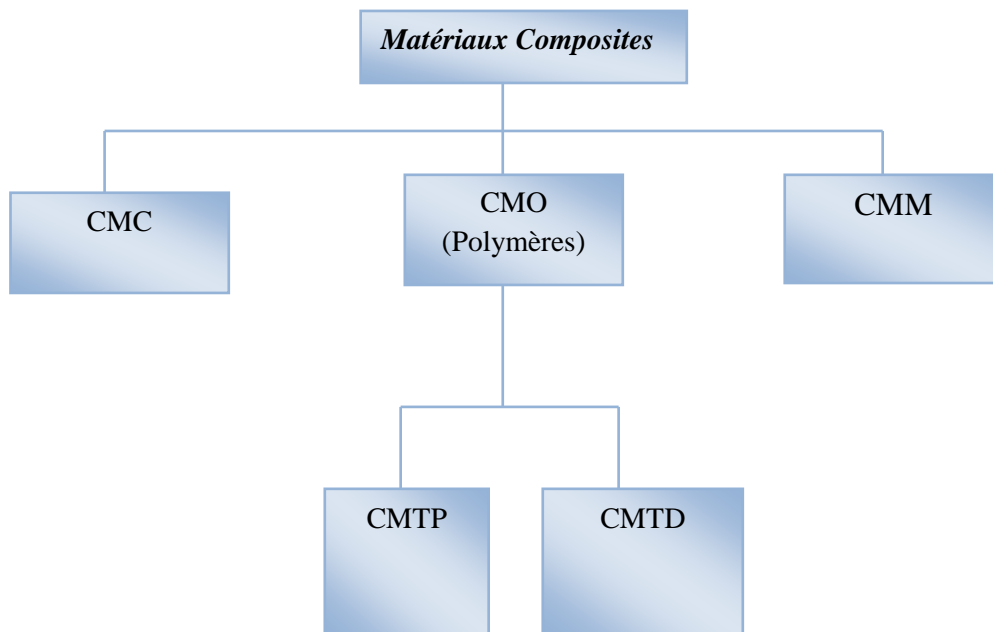 Matériaux Composites
CMC
CMO
(Polymères)
CMM
CMTP
CMTD